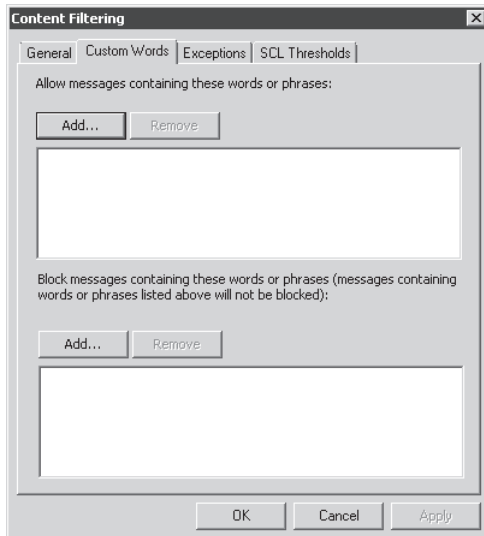 Content Filtering
General Custom Words Exceptions SCL Thresholds
Allow messages containing these words or phrases:
Add... Remove
Block messages containing these words or phrases (messages containing
words or phrases listed above will not be blocked):
Add... Remove
OK Cancel Apply